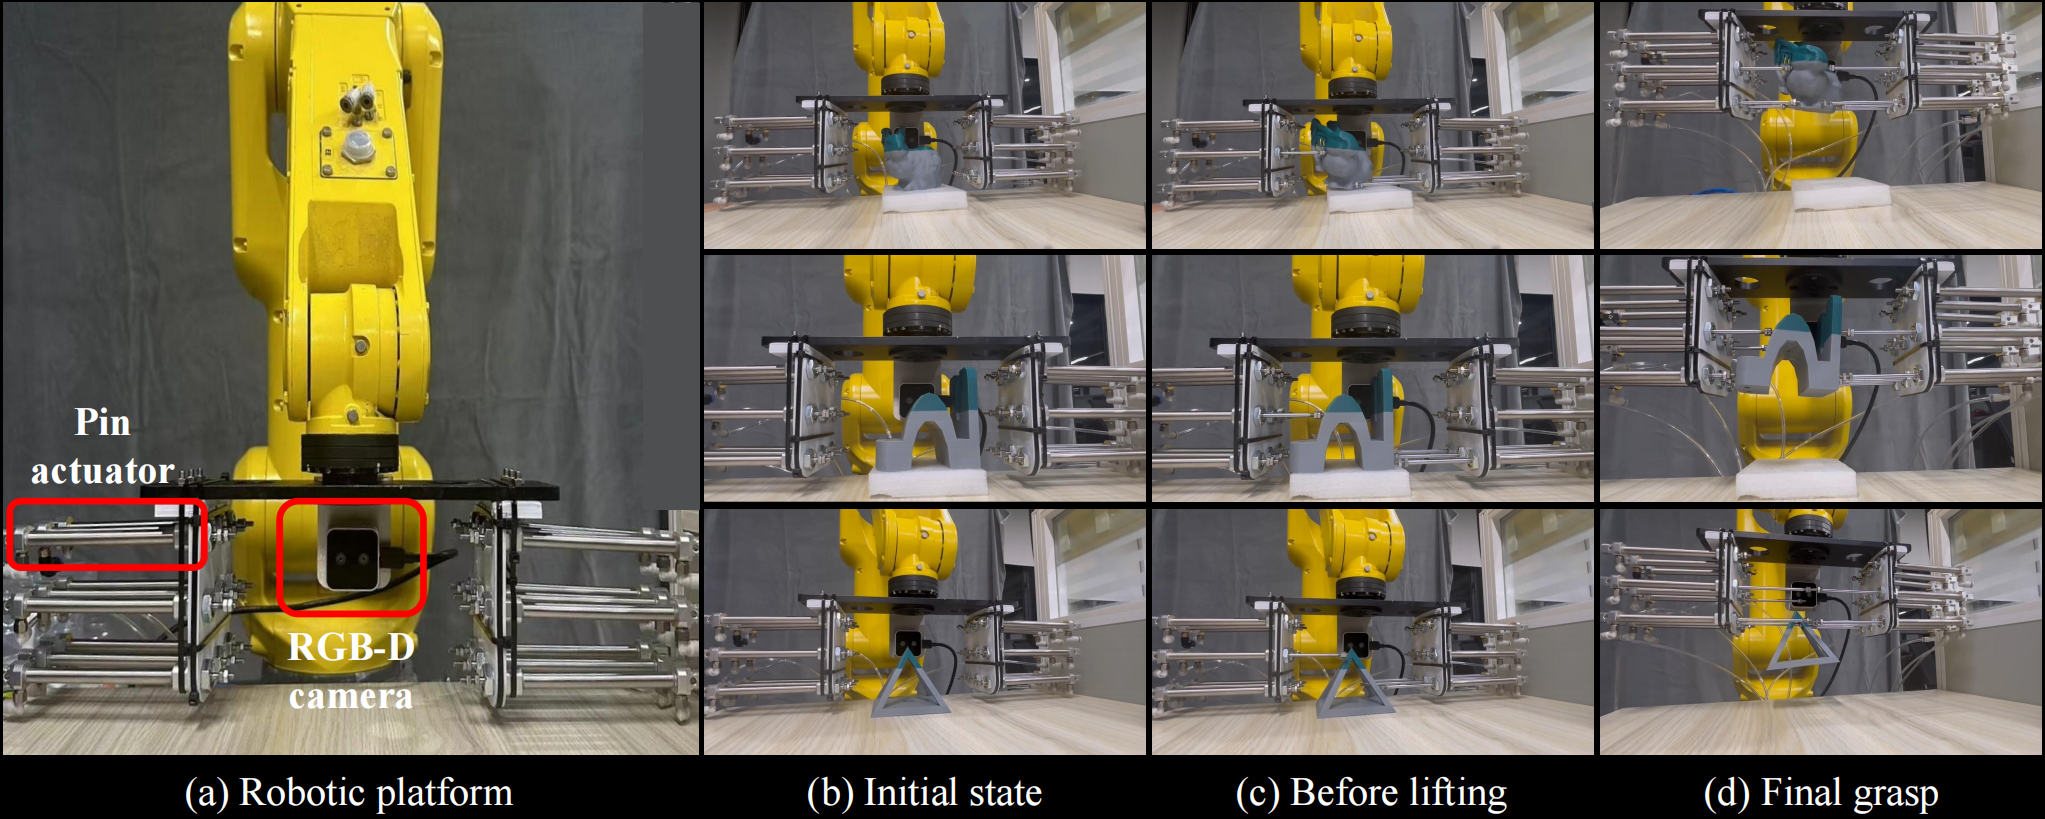 Pin
actuator
RGB-D
camera
(a) Robotic platform
(b) Initial state
(c) Before lifting
(d) Final grasp